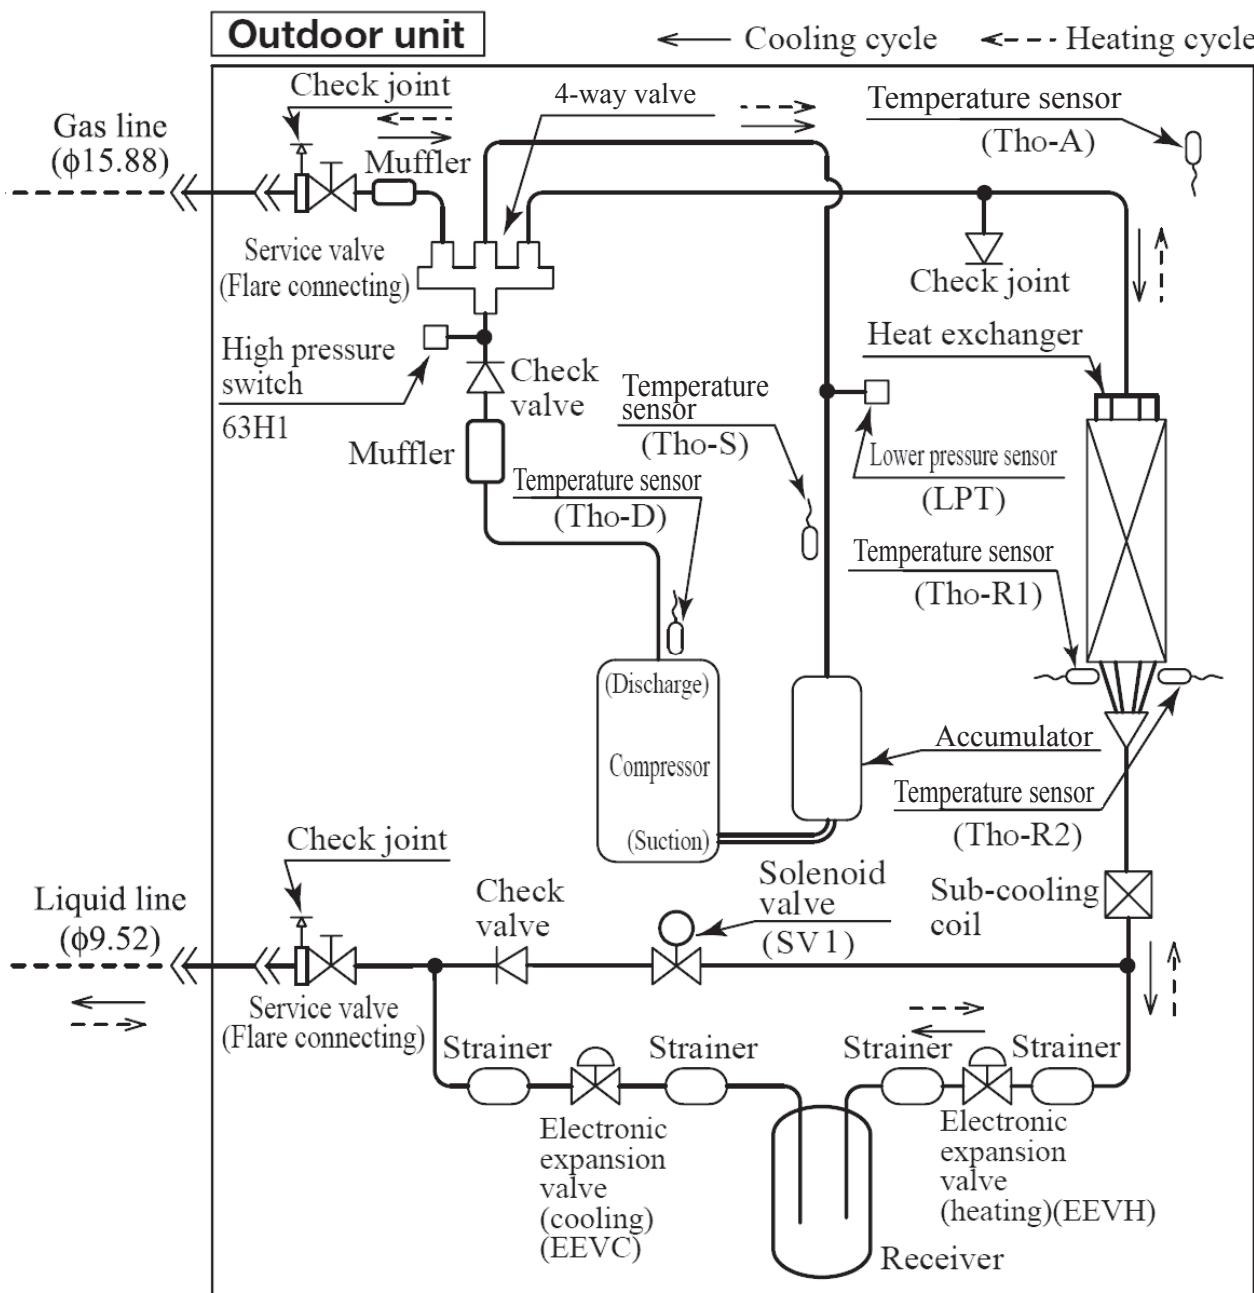 Outdoor unit
Cooling cycle
Heating cycle
Check joint
4-way valve
Temperature sensor
(Tho-A)
Gas line
(ϕ15.88)
Muffler
Service valve
(Flare connecting)
Check joint
Heat exchanger
High pressure
switch
63H1
Check
valve
Temperature
sensor
(Tho-S)
Muffler
Lower pressure sensor
(LPT)
Temperature sensor
(Tho-D)
Temperature sensor
(Tho-R1)
(Discharge)
Compressor
(Suction)
Accumulator
Temperature sensor
(Tho-R2)
Check joint
Liquid line
(ϕ9.52)
Check
valve
Solenoid
valve
(SV1)
Sub-cooling
coil
Service valve
(Flare connecting)
Strainer
Strainer
Strainer
Strainer
Electronic
expansion
valve
(cooling)
(EEVC)
Electronic
expansion
valve
(heating)(EEVH)
Receiver